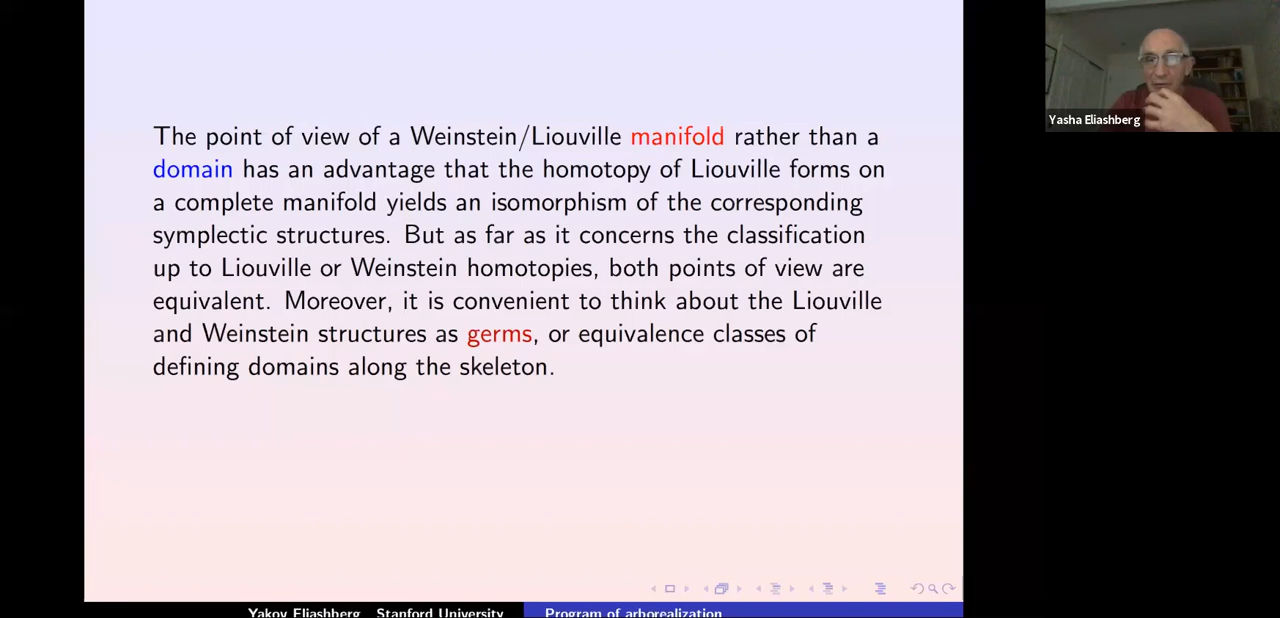 The point of view of a Weinstein/Liouville manifold rather than a
domain has an advantage that the homotopy of Liouville forms on
a complete manifold yields an isomorphism of the corresponding
symplectic structures. But as far as it concerns the classification
up to Liouville or Weinstein homotopies, both points of view are
equivalent. Moreover, it is convenient to think about the Liouville
and Weinstein structures as germs, or equivalence classes of
defining domains along the skeleton.
Yasha Eliashberg
Yakov Eliashberg Stanford University Program of arborealization